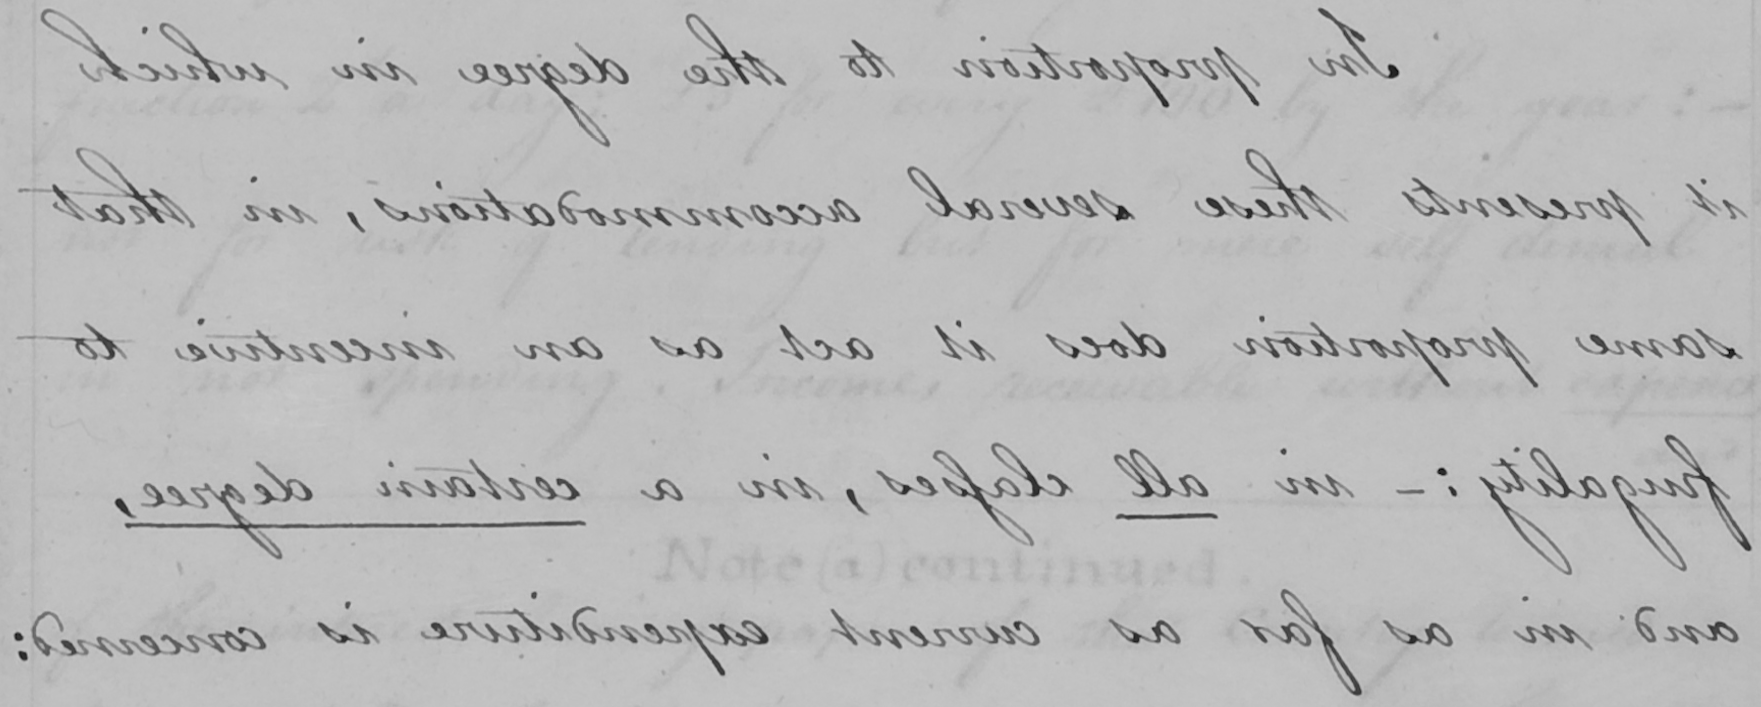 In proportion to the degree in which
it presents these several accommodations, in that
same proportion does it act as an incentive to
frugality :– in all claſses, in a certain degree,
Note (a) continued.
and in as far as current expenditure is concerned: